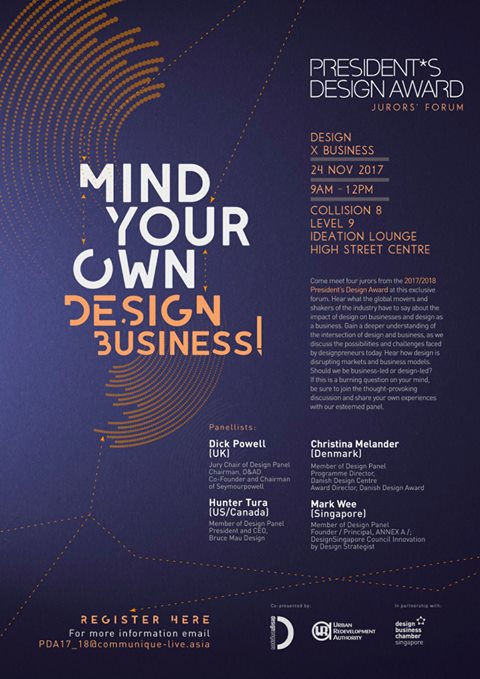 PRESIDENT*S
DESIGN AWARD
JURORS' FORUM
DESIGN
X BUSINESS
24 NOV 2017
9AM - 12PM
COLLISION 8
LEVEL 9
IDEATION LOUNGE
HIGH STREET CENTRE
MIND
YOUR
OWN
DESIGN
BUSINESS!
Come meet four jurors from the 2017/2018
President's Design Award at this exclusive
forum. Hear what the global movers and
shakers of the industry have to say about the
impact of design on businesses and design as
a business. Gain a deeper understanding of
the intersection of design and business, as we
discuss the possibilities and challenges faced
by designpreneurs today. Hear how design is
disrupting markets and business models.
Should we be business-led or design-led?
If this is a burning question on your mind,
be sure to join the thought-provoking
discussion and share your own experiences
with our esteemed panel.
Panellists:
Dick Powell
(UK)
Jury Chair of Design Panel
Chairman, D&AD
Co-Founder and Chairman
of Seymourpowell
Christina Melander
(Denmark)
Member of Design Panel
Programme Director,
Danish Design Centre
Award Director, Danish Design Award
Hunter Tura
(US/Canada)
Member of Design Panel
President and CEO,
Bruce Mau Design
Mark Wee
(Singapore)
Member of Design Panel
Founder / Principal, ANNEX A /;
DesignSingapore Council Innovation
by Design Strategist
REGISTER HERE
For more information email
PDA17_18@communique-live.asia
Co-presented by:
URBAN
REDEVELOPMENT
AUTHORITY
In partnership with:
design
business
chamber
singapore